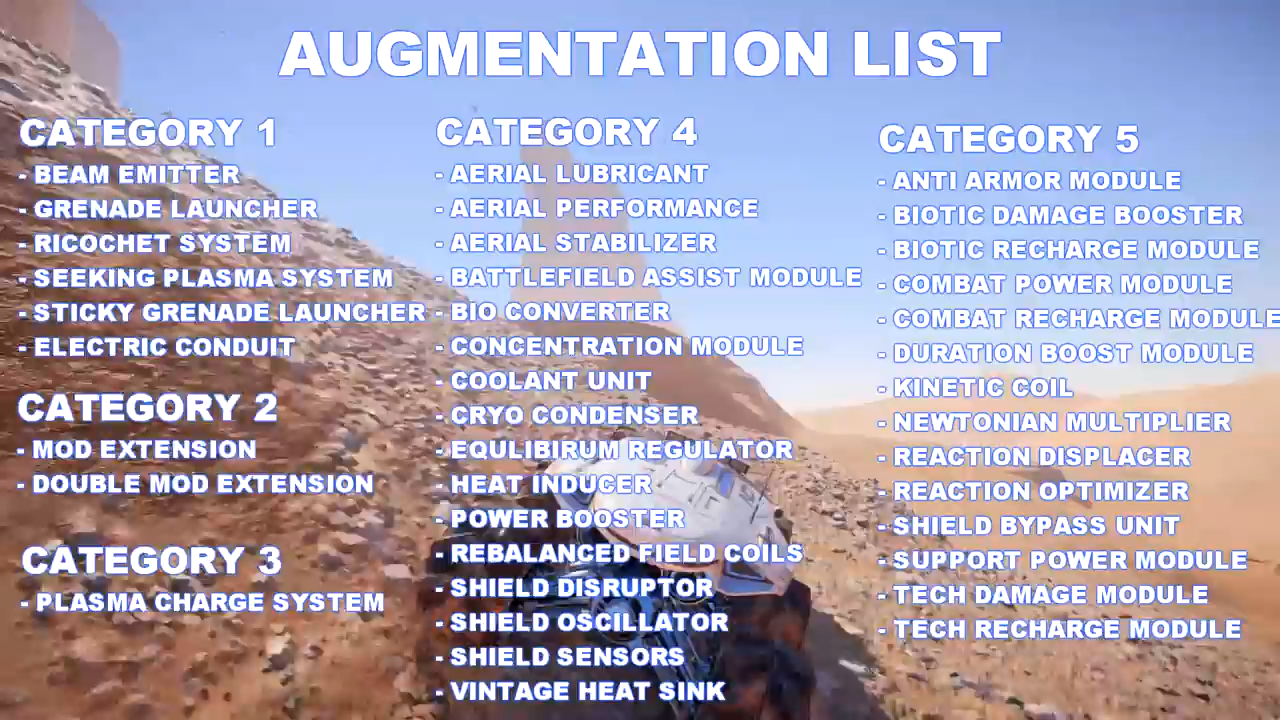 AUGMENTATION LIST
CATEGORY 1
- BEAM EMITTER
- GRENADE LAUNCHER
- RICOCHET SYSTEM
- SEEKING PLASMA SYSTEM
- STICKY GRENADE LAUNCHER
- ELECTRIC CONDUIT
CATEGORY 2
- MOD EXTENSION
- DOUBLE MOD EXTENSION
CATEGORY 3
- PLASMA CHARGE SYSTEM
CATEGORY 4
- AERIAL LUBRICANT
- AERIAL PERFORMANCE
- AERIAL STABILIZER
- BATTLEFIELD ASSIST MODULE
- BIO CONVERTER
- CONCENTRATION MODULE
- COOLANT UNIT
- CRYO CONDENSER
- EQULIBIRUM REGULATOR
- HEAT INDUCER
- POWER BOOSTER
- REBALANCED FIELD COILS
- SHIELD DISRUPTOR
- SHIELD OSCILLATOR
- SHIELD SENSORS
- VINTAGE HEAT SINK
CATEGORY 5
- ANTI ARMOR MODULE
- BIOTIC DAMAGE BOOSTER
- BIOTIC RECHARGE MODULE
- COMBAT POWER MODULE
- COMBAT RECHARGE MODULE
- DURATION BOOST MODULE
- KINETIC COIL
- NEWTONIAN MULTIPLIER
- REACTION DISPLACER
- REACTION OPTIMIZER
- SHIELD BYPASS UNIT
- SUPPORT POWER MODULE
- TECH DAMAGE MODULE
- TECH RECHARGE MODULE